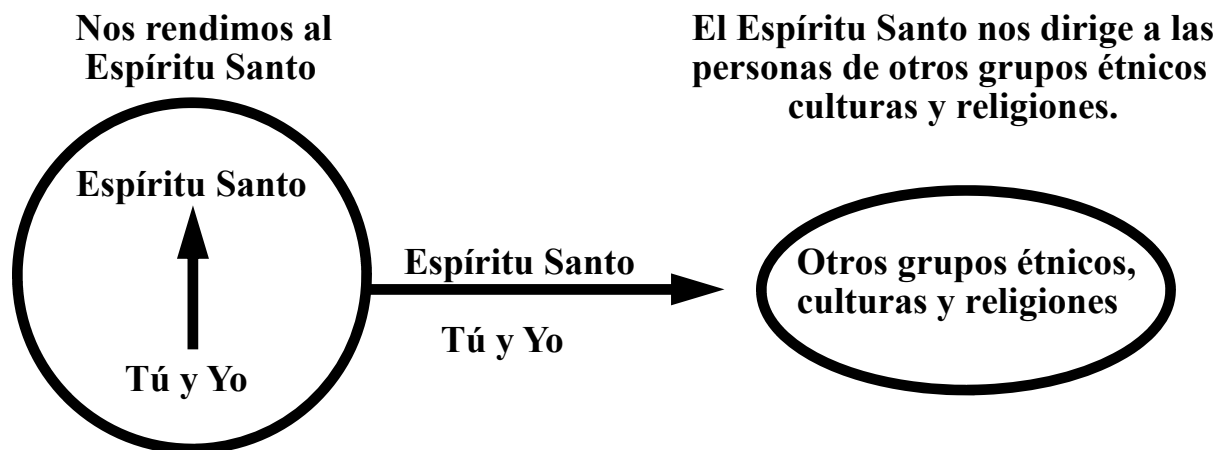 Nos rendimos al
Espíritu Santo
Espíritu Santo
Tú y Yo
Espíritu Santo
Tú y Yo
El Espíritu Santo nos dirige a las
personas de otros grupos étnicos
culturas y religiones.
Otros grupos étnicos,
culturas y religiones